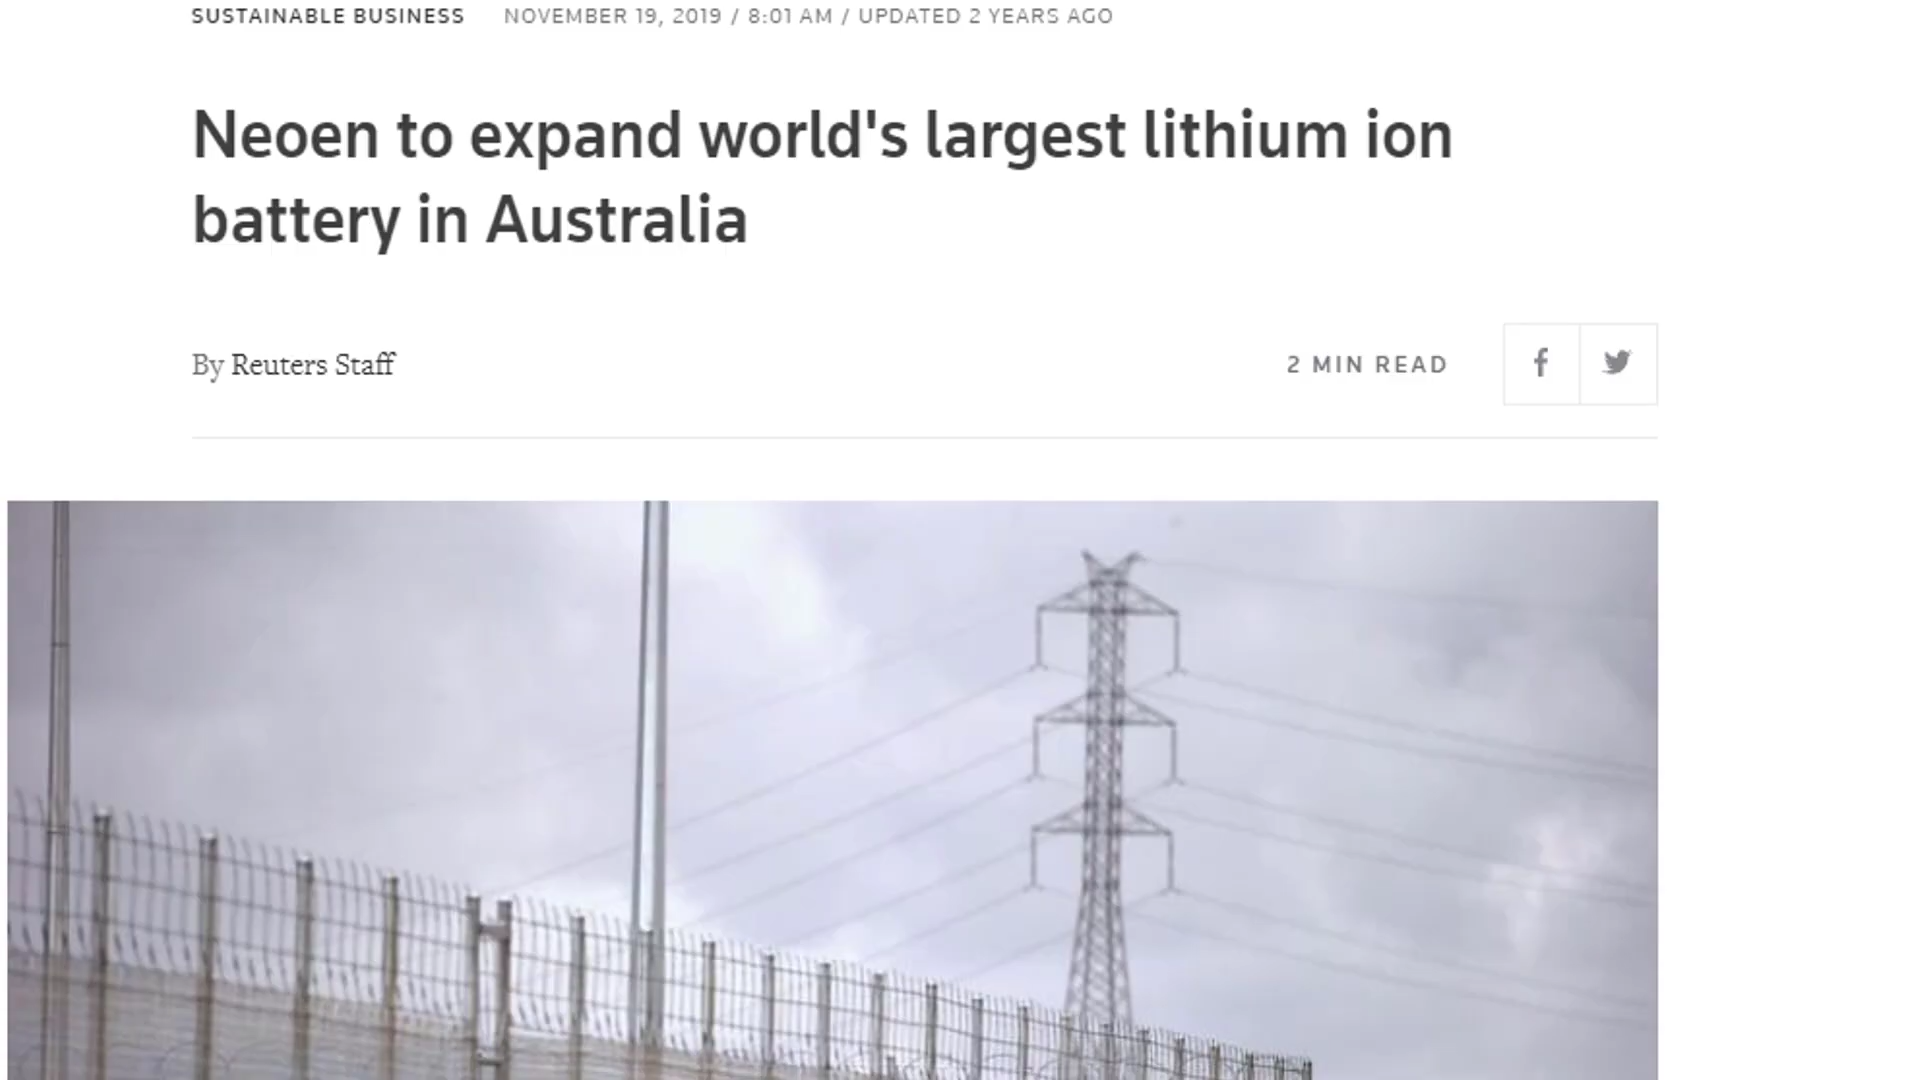 SUSTAINABLE BUSINESS NOVEMBER 19, 2019 / 8:01 AM / UPDATED 2 YEARS AGO
Neoen to expand world's largest lithium ion
battery in Australia
By Reuters Staff 2 MIN READ